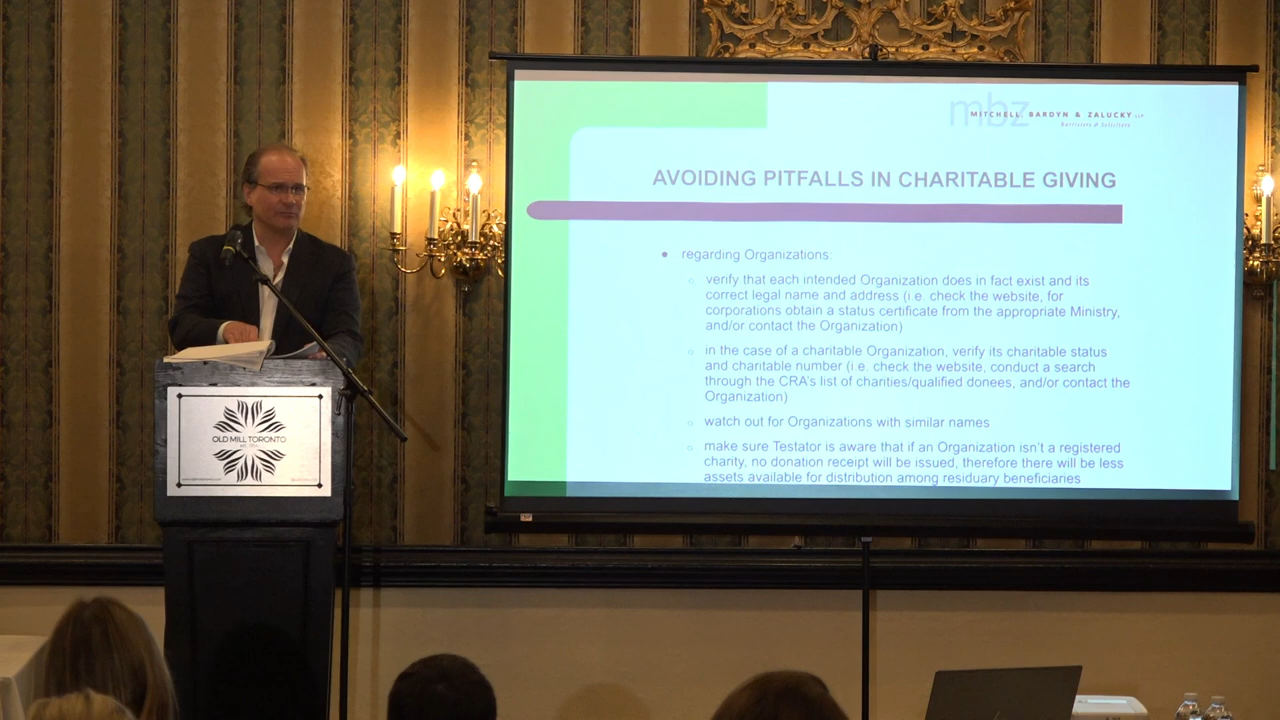 mbz
MITCHELL, BARDYN & ZALUCKY LLP
Barristers & Solicitors
AVOIDING PITFALLS IN CHARITABLE GIVING
regarding Organizations:
verify that each intended Organization does in fact exist and its
correct legal name and address (i.e. check the website, for
corporations obtain a status certificate from the appropriate Ministry,
and/or contact the Organization)
in the case of a charitable Organization, verify its charitable status
and charitable number (i.e. check the website, conduct a search
through the CRA's list of charities/qualified donees, and/or contact the
Organization)
watch out for Organizations with similar names
make sure Testator is aware that if an Organization isn't a registered
charity, no donation receipt will be issued, therefore there will be less
assets available for distribution among residuary beneficiaries
OLD MILL TORONTO